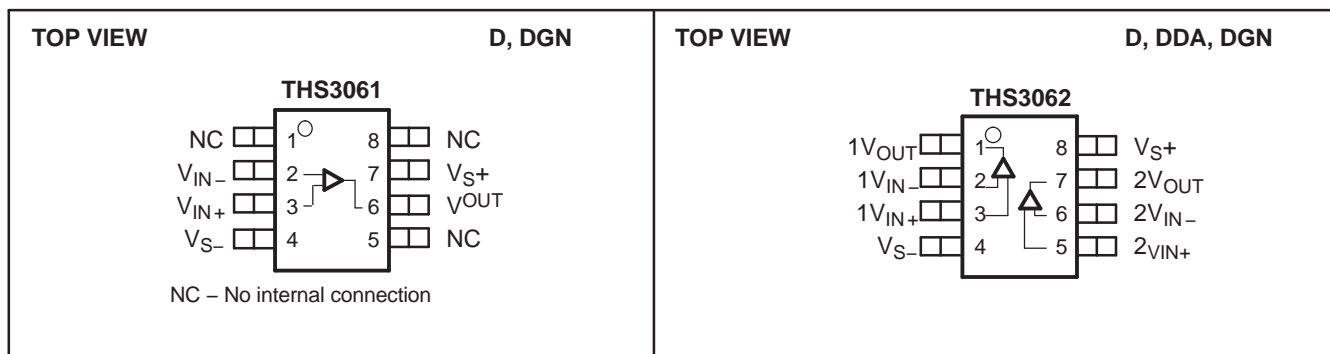 TOP VIEW D, DGN
THS3061
NC 1 8 NC
VIN − 2 7 VS+
VIN + 3 6 VOUT
VS− 4 5 NC
NC − No internal connection
TOP VIEW D, DDA, DGN
THS3062
1VOUT 1 8 VS+
1VIN − 2 7 2VOUT
1VIN + 3 6 2VIN −
VS− 4 5 2VIN+